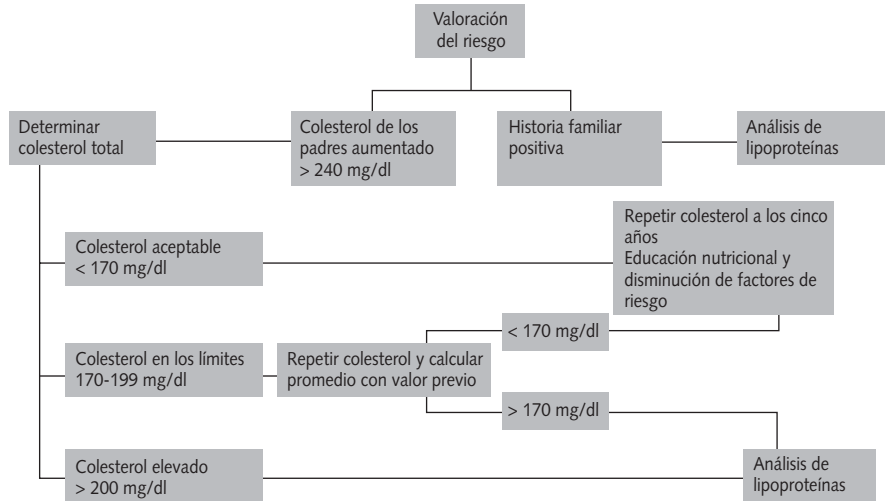 Valoración
del riesgo
Determinar
colesterol total
Colesterol de los
padres aumentado
> 240 mg/dl
Historia familiar
positiva
Análisis de
lipoproteínas
Colesterol aceptable
< 170 mg/dl
Repetir colesterol a los cinco
años
Educación nutricional y
disminución de factores de
riesgo
Colesterol en los límites
170-199 mg/dl
Repetir colesterol y calcular
promedio con valor previo
< 170 mg/dl
> 170 mg/dl
Colesterol elevado
> 200 mg/dl
Análisis de
lipoproteínas